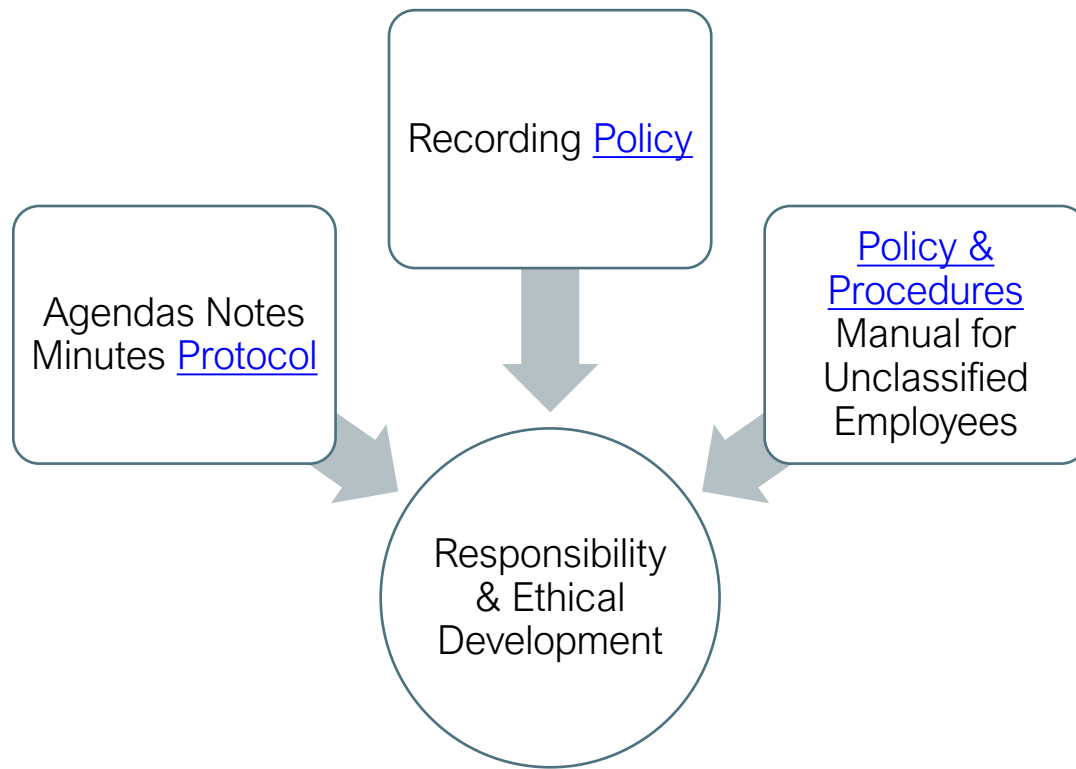 Recording Policy
Agendas Notes
Minutes Protocol
Policy &
Procedures
Manual for
Unclassified
Employees
Responsibility
& Ethical
Development